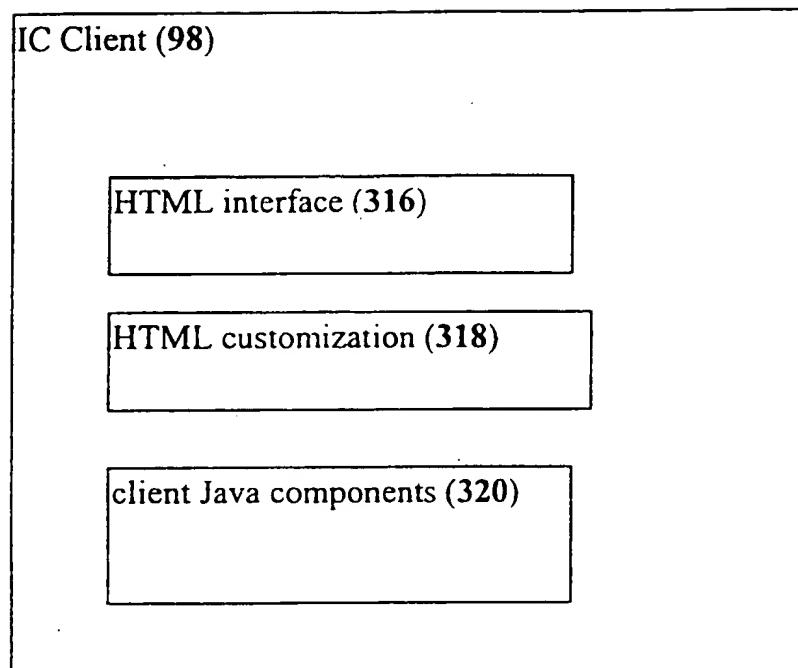 IC Client (98)
HTML interface (316)
HTML customization (318)
client Java components (320)